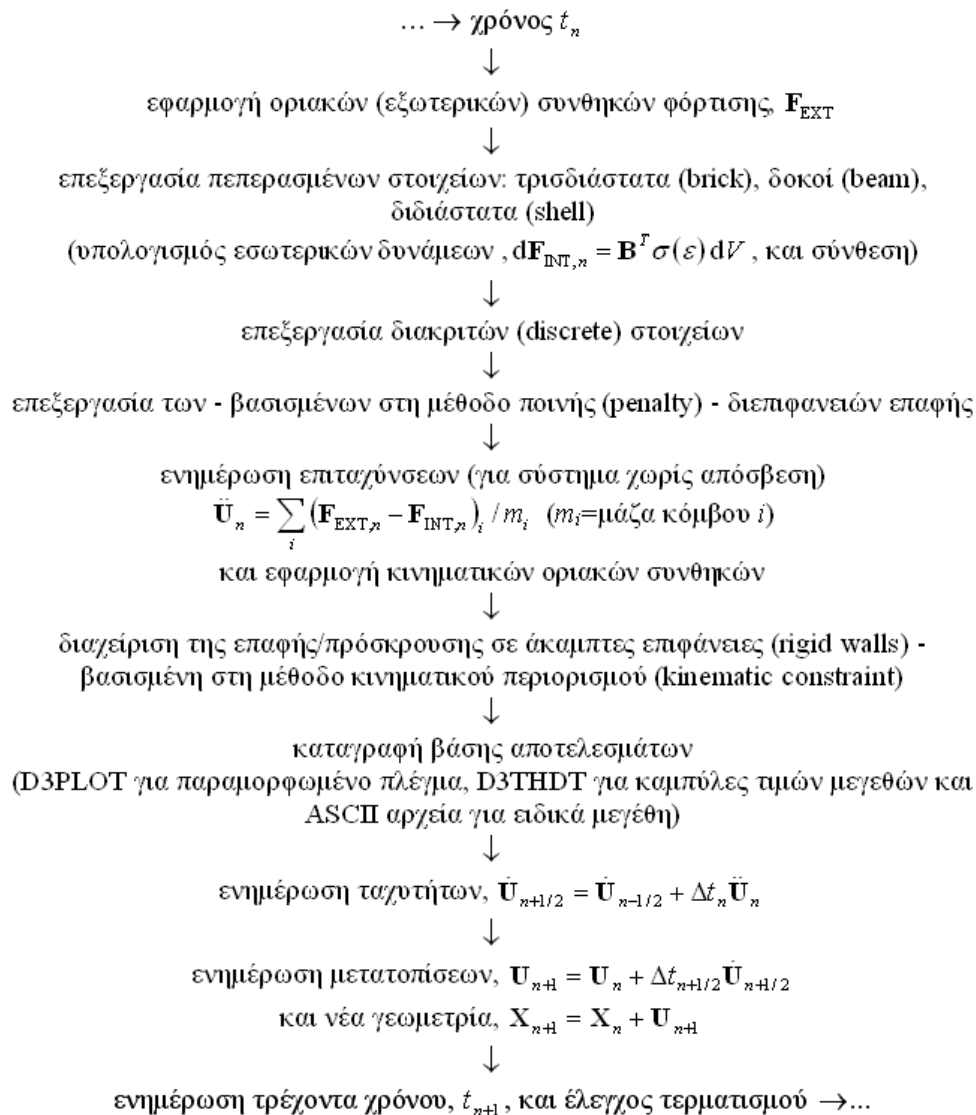 ... → χρόνος t_n
↓
εφαρμογή οριακών (εξωτερικών) συνθηκών φόρτισης, F_EXT
↓
επεξεργασία πεπερασμένων στοιχείων: τρισδιάστατα (brick), δοκοί (beam),
διδιάστατα (shell)
(υπολογισμός εσωτερικών δυνάμεων , dF_INT,n = B^T σ(ε) dV , και σύνθεση)
↓
επεξεργασία διακριτών (discrete) στοιχείων
↓
επεξεργασία των - βασισμένων στη μέθοδο ποινής (penalty) - διεπιφανειών επαφής
↓
ενημέρωση επιταχύνσεων (για σύστημα χωρίς απόσβεση)
Ü_n = ∑_i (F_EXT,n − F_INT,n)_i / m_i (m_i=μάζα κόμβου i)
και εφαρμογή κινηματικών οριακών συνθηκών
↓
διαχείριση της επαφής/πρόσκρουσης σε άκαμπτες επιφάνειες (rigid walls) -
βασισμένη στη μέθοδο κινηματικού περιορισμού (kinematic constraint)
↓
καταγραφή βάσης αποτελεσμάτων
(D3PLOT για παραμορφωμένο πλέγμα, D3THDT για καμπύλες τιμών μεγεθών και
ASCII αρχεία για ειδικά μεγέθη)
↓
ενημέρωση ταχυτήτων, U̇_n+1/2 = U̇_n−1/2 + Δt_n Ü_n
↓
ενημέρωση μετατοπίσεων, U_n+1 = U_n + Δt_n+1/2 U̇_n+1/2
και νέα γεωμετρία, X_n+1 = X_n + U_n+1
↓
ενημέρωση τρέχοντα χρόνου, t_n+1 , και έλεγχος τερματισμού →...